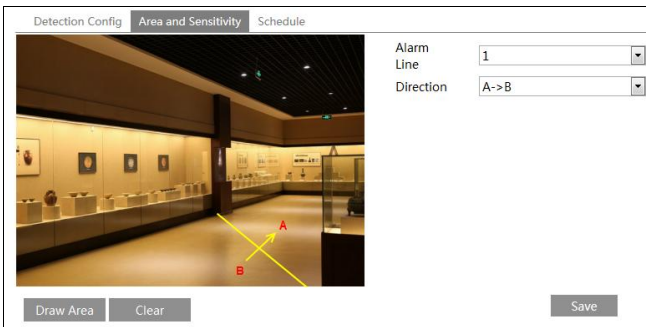 Detection Config Area and Sensitivity Schedule
Alarm Line
1
Direction
A->B
A
B
Draw Area Clear
Save